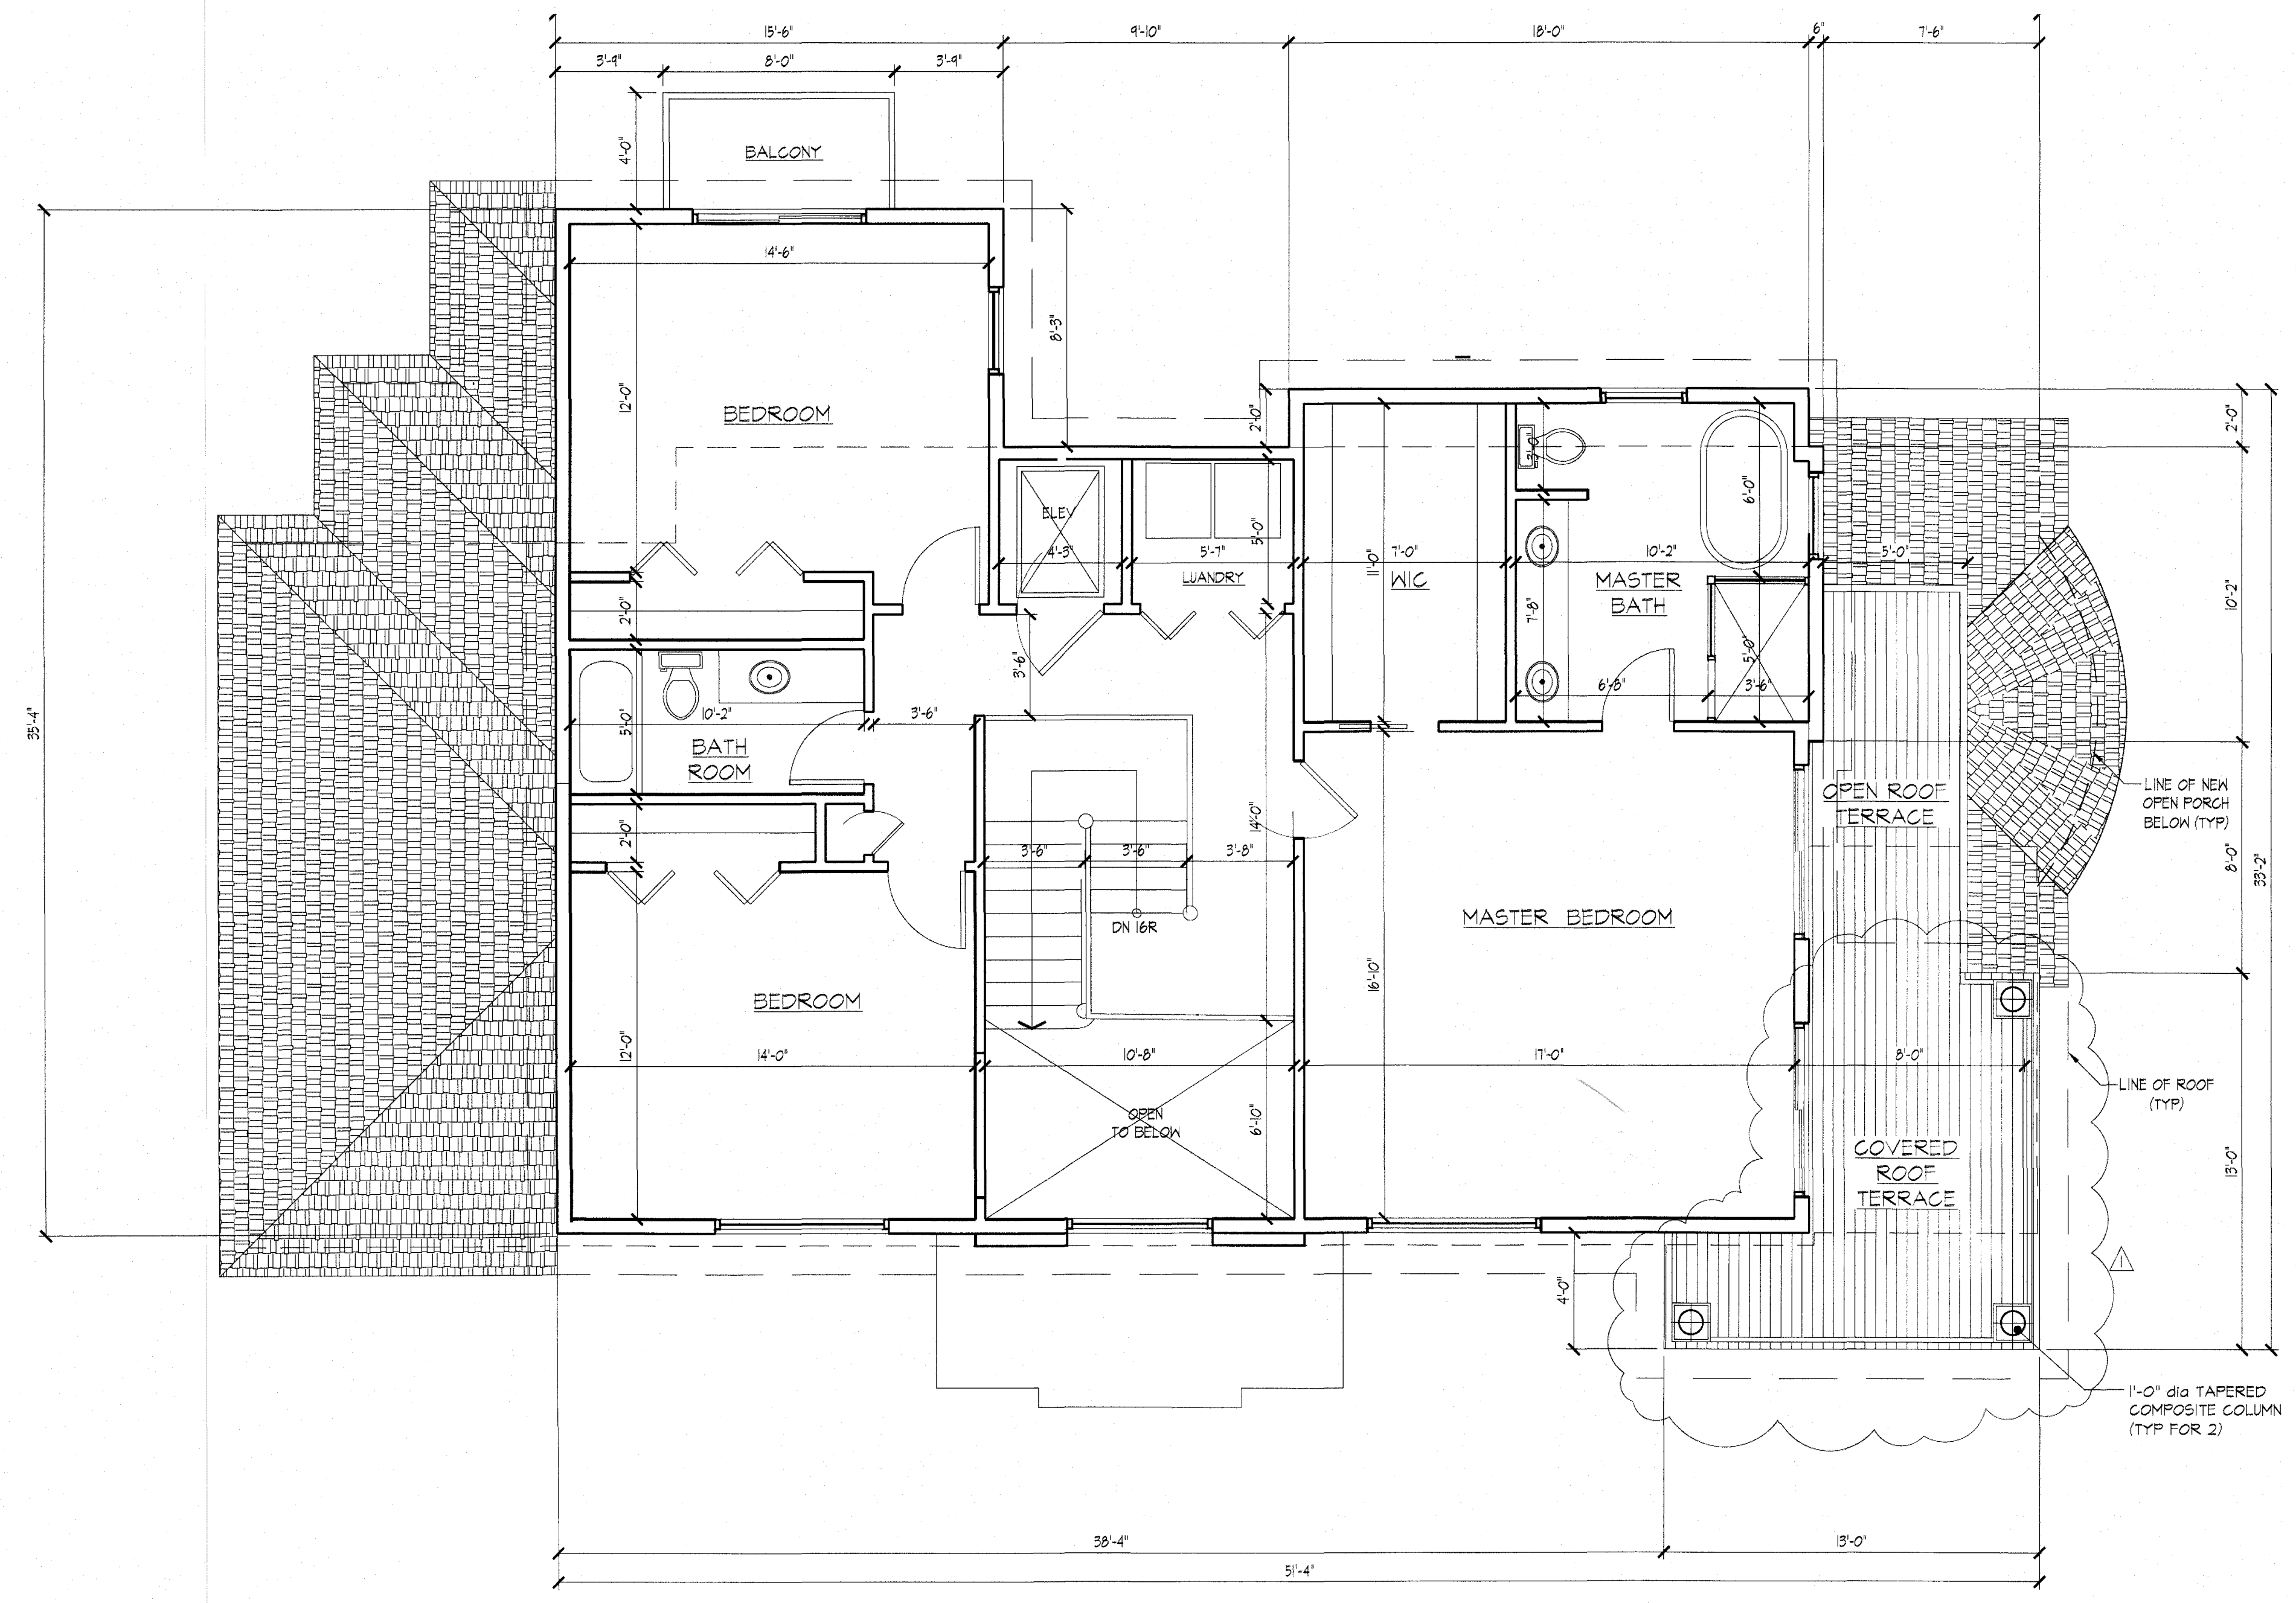 15'-6"
9'-10"
18'-0"
6"
7'-6"
3'-9"
8'-0"
3'-9"
4'-0"
BALCONY
14'-6"
8'-3"
12'-0"
BEDROOM
2'-0"
2'-0"
3'-0"
6'-0"
ELEV
4'-3"
5'-7"
5'-0"
LUANDRY
7'-0"
11'-0"
WIC
10'-2"
MASTER
BATH
5'-0"
10'-2"
2'-0"
7'-8"
5'-0"
3'-6"
6'-8"
3'-6"
35'-4"
5'-0"
10'-2"
3'-6"
BATH
ROOM
OPEN ROOF
TERRACE
LINE OF NEW
OPEN PORCH
BELOW (TYP)
2'-0"
14'-0"
3'-6"
3'-6"
3'-8"
8'-0"
33'-2"
DN 16R
MASTER BEDROOM
BEDROOM
16'-10"
12'-0"
14'-0"
10'-8"
17'-0"
8'-0"
LINE OF ROOF
(TYP)
OPEN
TO BELOW
6'-10"
COVERED
ROOF
TERRACE
13'-0"
4'-0"
1
1'-0" dia TAPERED
COMPOSITE COLUMN
(TYP FOR 2)
38'-4"
13'-0"
51'-4"